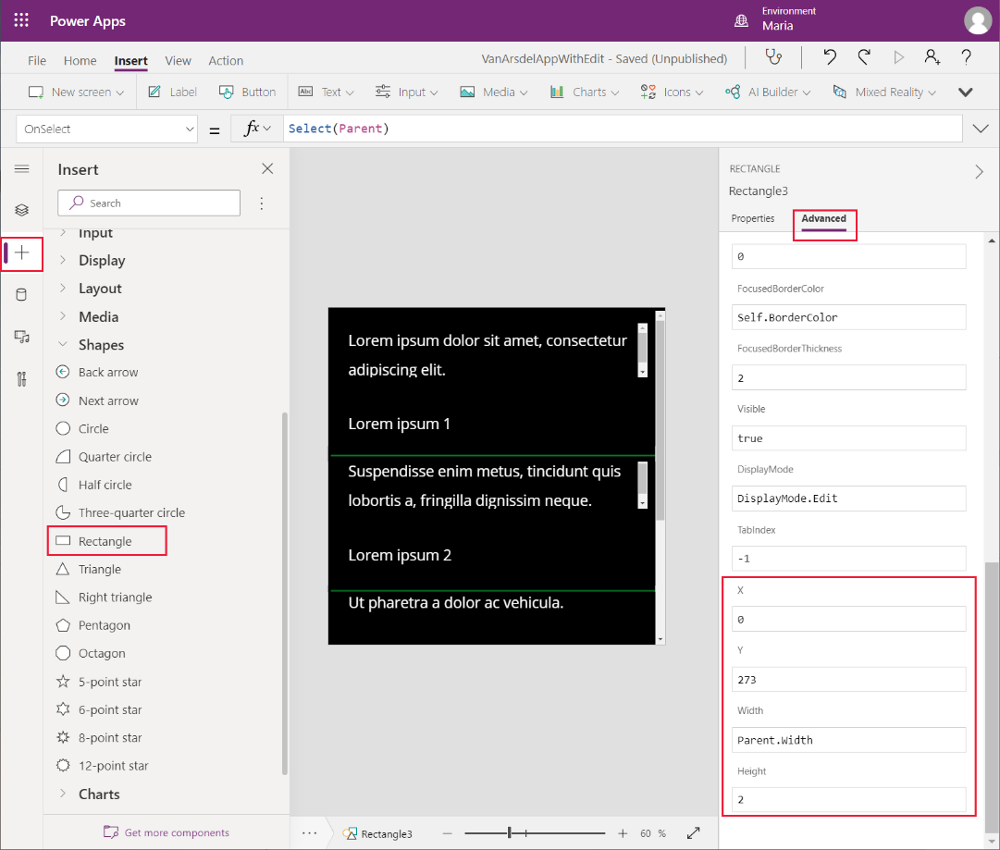 Power Apps
Environment
Maria
File Home Insert View Action
VanArsdelAppWithEdit - Saved (Unpublished)
New screen Label Button Text Input Media Charts Icons AI Builder Mixed Reality
OnSelect = fx Select(Parent)
Insert
Search
Input
Display
Layout
Media
Shapes
Back arrow
Next arrow
Circle
Quarter circle
Half circle
Three-quarter circle
Rectangle
Triangle
Right triangle
Pentagon
Octagon
5-point star
6-point star
8-point star
12-point star
Charts
Get more components
Lorem ipsum dolor sit amet, consectetur
adipiscing elit.
Lorem ipsum 1
Suspendisse enim metus, tincidunt quis
lobortis a, fringilla dignissim neque.
Lorem ipsum 2
Ut pharetra a dolor ac vehicula.
Rectangle3
60 %
RECTANGLE
Rectangle3
Properties Advanced
0
FocusedBorderColor
Self.BorderColor
FocusedBorderThickness
2
Visible
true
DisplayMode
DisplayMode.Edit
TabIndex
-1
X
0
Y
273
Width
Parent.Width
Height
2